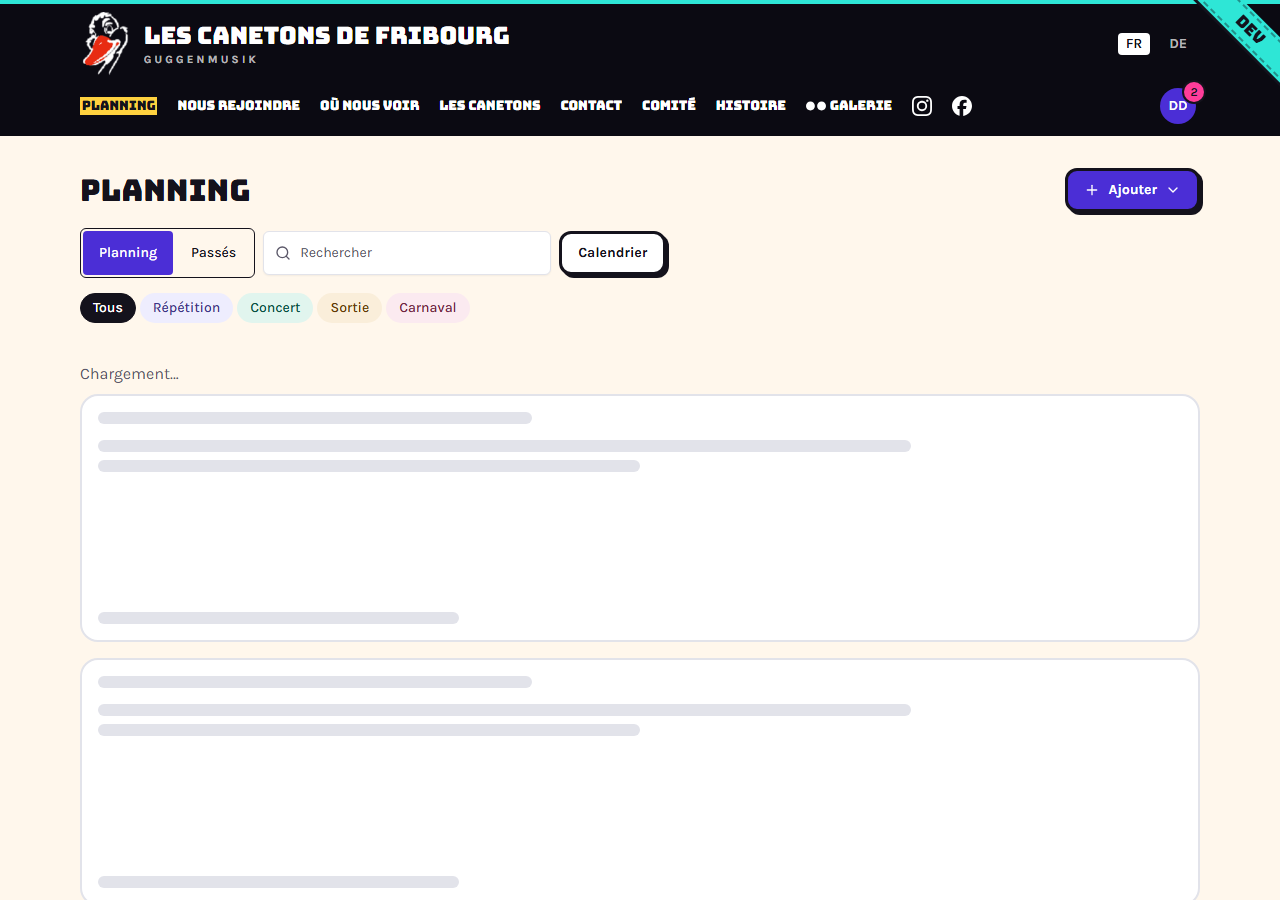 LES CANETONS DE FRIBOURG
GUGGENMUSIK
FR DE
DEV
PLANNING NOUS REJOINDRE OÙ NOUS VOIR LES CANETONS CONTACT COMITÉ HISTOIRE GALERIE
DD 2
PLANNING
Ajouter
Planning Passés Rechercher Calendrier
Tous Répétition Concert Sortie Carnaval
Chargement...